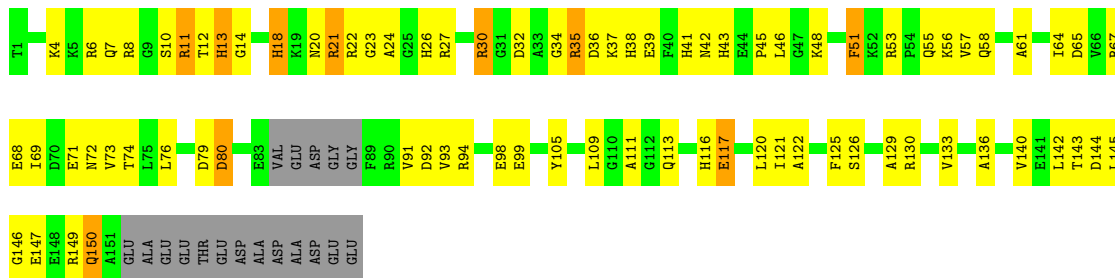 T1 K4 K5 R6 Q7 R8 G9 S10 R11 T12 H13 G14 H18 K19 N20 R21 R22 G23 A24 G25 H26 R27 R30 G31 D32 A33 G34 R35 D36 K37 H38 E39 F40 H41 N42 H43 E44 P45 L46 G47 K48 F51 K52 R53 P54 Q55 K56 V57 Q58 A61 I64 D65 V66
E68 I69 D70 E71 N72 V73 T74 L75 L76 D79 D80 E83 VAL GLU ASP GLY GLY F89 R90 V91 D92 V93 R94 E98 E99 Y105 L109 G110 A111 G112 Q113 H116 E117 L120 I121 A122 F125 S126 A129 R130 V133 A136 V140 E141 L142 T143 D144 L145
G146 E147 E148 R149 Q150 A151 GLU ALA GLU GLU THR GLU ASP ALA ASP ALA ASP GLU GLU